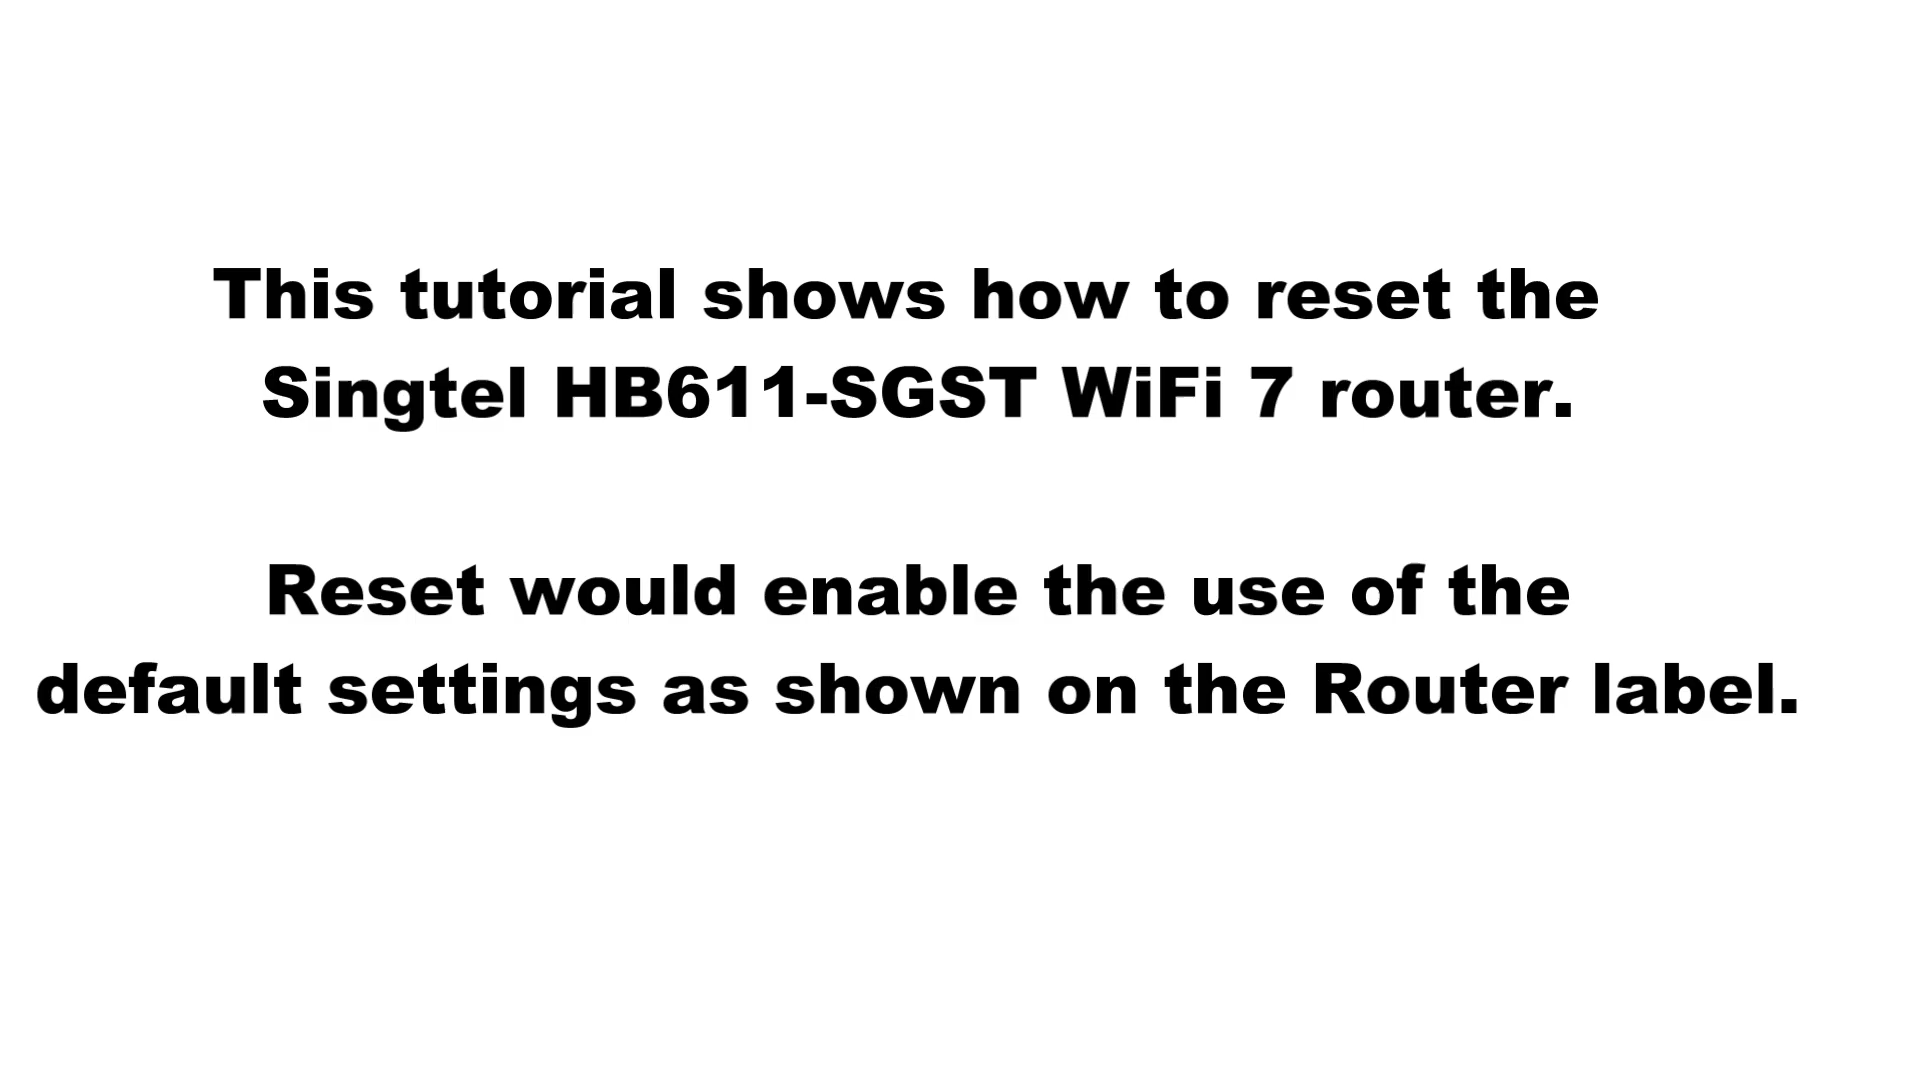 This tutorial shows how to reset the
Singtel HB611-SGST WiFi 7 router.
Reset would enable the use of the
default settings as shown on the Router label.